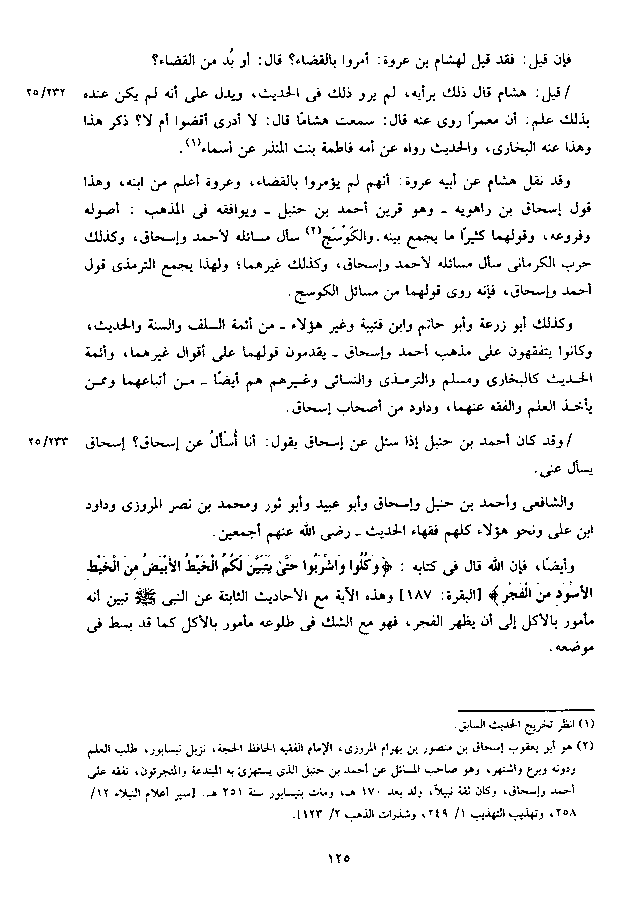 فإن قيل: فقد قيل لهشام بن عروة: أمروا بالقضاء؟ قال: أو بُد من القضاء؟
/ قيل: هشام قال ذلك برأيه، لم يرو ذلك فى الحديث، ويدل على أنه لم يكن عنده ٢٥/٢٣٢
بذلك علم: أن معمرًا روى عنه قال: سمعت هشامًا قال: لا أدرى أقضوا أم لا؟ ذكر هذا
وهذا عنه البخارى، والحديث رواه عن أمه فاطمة بنت المنذر عن أسماء(١).
وقد نقل هشام عن أبيه عروة: أنهم لم يؤمروا بالقضاء، وعروة أعلم من ابنه، وهذا
قول إسحاق بن راهويه ـ وهو قرين أحمد بن حنبل ـ ويوافقه فى المذهب : أصوله
وفروعه، وقولهما كثيرًا ما يجمع بينه.والكَوْسَج(٢) سأل مسائله لأحمد وإسحاق، وكذلك
حرب الكرمانى سأل مسائله لأحمد وإسحاق، وكذلك غيرهما؛ ولهذا يجمع الترمذى قول
أحمد وإسحاق، فإنه روى قولهما من مسائل الكوسج.
وكذلك أبو زرعة وأبو حاتم وابن قتيبة وغير هؤلاء ـ من أئمة السلف والسنة والحديث،
وكانوا يتفقهون على مذهب أحمد وإسحاق ـ يقدمون قولهما على أقوال غيرهما، وأئمة
الحديث كالبخارى ومسلم والترمذى والنسائى وغيرهم هم أيضًا ـ من أتباعهما وممن
يأخذ العلم والفقه عنهما، وداود من أصحاب إسحاق.
/ وقد كان أحمد بن حنبل إذا سئل عن إسحاق يقول: أنا أُسْأَلُ عن إسحاق؟ إسحاق ٢٥/٢٣٣
يسأل عنى.
والشافعى وأحمد بن حنبل وإسحاق وأبو عبيد وأبو ثور ومحمد بن نصر المروزى وداود
ابن على ونحو هؤلاء كلهم فقهاء الحديث ـ رضى الله عنهم أجمعين.
وأيضًا، فإن الله قال فى كتابه : ﴿وَكُلُوا وَاشْرَبُوا حَتَّىٰ يَتَبَيَّنَ لَكُمُ الْخَيْطُ الأَبْيَضُ مِنَ الْخَيْطِ
الأَسْوَدِ مِنَ الْفَجْرِ﴾ [البقرة: ١٨٧] وهذه الآية مع الأحاديث الثابتة عن النبى ﷺ تبين أنه
مأمور بالأكل إلى أن يظهر الفجر، فهو مع الشك فى طلوعه مأمور بالأكل كما قد بسط فى
موضعه.
(١) انظر تخريج الحديث السابق.
(٢) هو أبو يعقوب إسحاق بن منصور بن بهرام المروزى، الإمام الفقيه الحافظ الحجة، نزيل نيسابور، طلب العلم
ودونه وبرع واشتهر، وهو صاحب المسائل عن أحمد بن حنبل الذى يستهزئ به المبتدعة والمتجرئون، تفقه على
أحمد وإسحاق، وكان ثقة نبيلاً، ولد بعد ١٧٠ هـ، ومات بنيسابور سنة ٢٥١ هـ. [سير أعلام النبلاء ١٢/
٢٥٨، وتهذيب التهذيب ١/ ٢٤٩، وشذرات الذهب ٢/ ١٢٣].
١٢٥